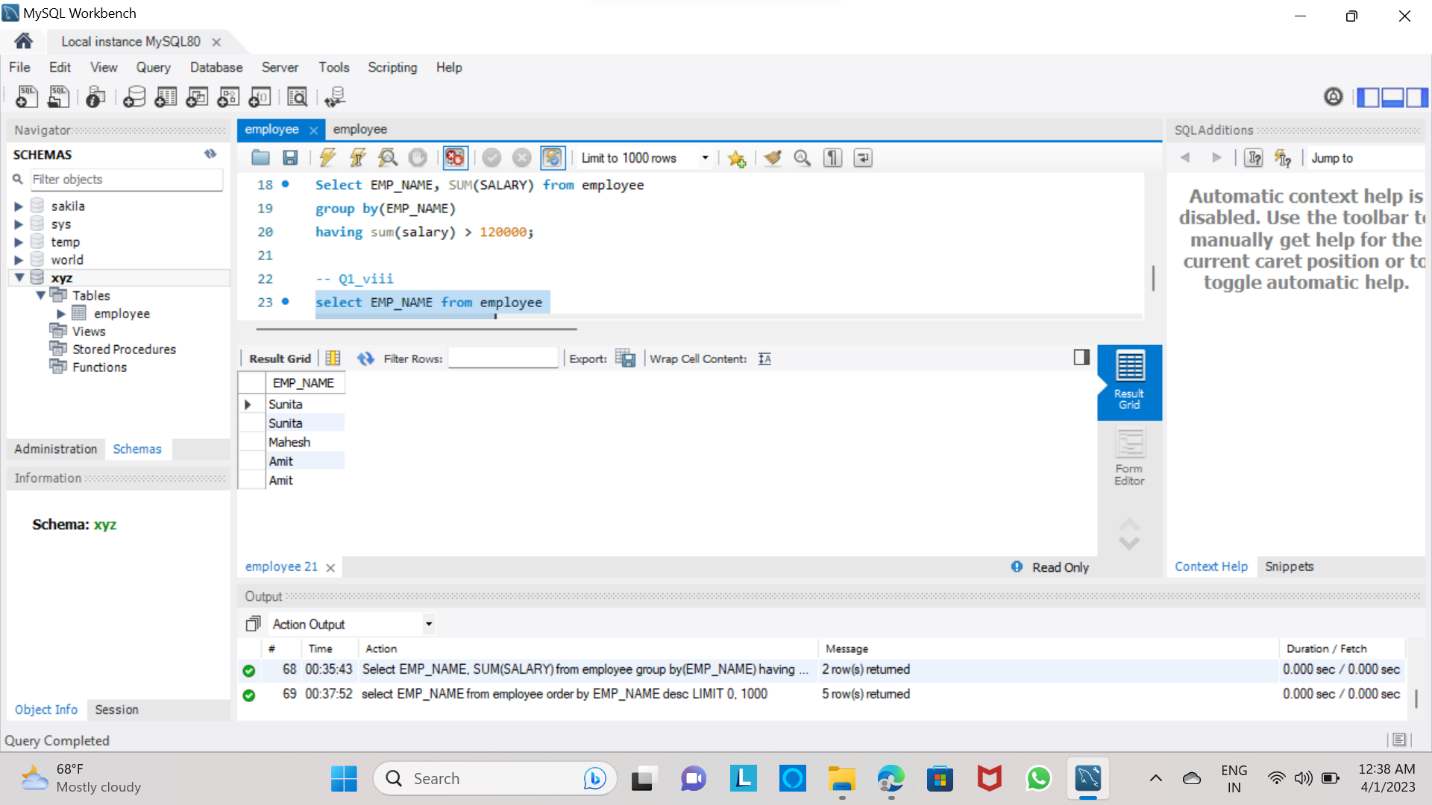 MySQL Workbench
Local instance MySQL80
File Edit View Query Database Server Tools Scripting Help
Navigator
SCHEMAS
Filter objects
sakila
sys
temp
world
xyz
Tables
employee
Views
Stored Procedures
Functions
Administration Schemas
Information
Schema: xyz
Object Info Session
Query Completed
employee employee
Limit to 1000 rows
18 Select EMP_NAME, SUM(SALARY) from employee
19 group by(EMP_NAME)
20 having sum(salary) > 120000;
21
22 -- Q1_viii
23 select EMP_NAME from employee
Result Grid Filter Rows: Export: Wrap Cell Content:
EMP_NAME
Sunita
Sunita
Mahesh
Amit
Amit
Result
Grid
Form
Editor
employee 21 Read Only
SQLAdditions
Jump to
Automatic context help is
disabled. Use the toolbar to
manually get help for the
current caret position or to
toggle automatic help.
Context Help Snippets
Output
Action Output
# Time Action Message Duration / Fetch
68 00:35:43 Select EMP_NAME, SUM(SALARY) from employee group by(EMP_NAME) having ... 2 row(s) returned 0.000 sec / 0.000 sec
69 00:37:52 select EMP_NAME from employee order by EMP_NAME desc LIMIT 0, 1000 5 row(s) returned 0.000 sec / 0.000 sec
68°F
Mostly cloudy
Search
ENG
IN
12:38 AM
4/1/2023